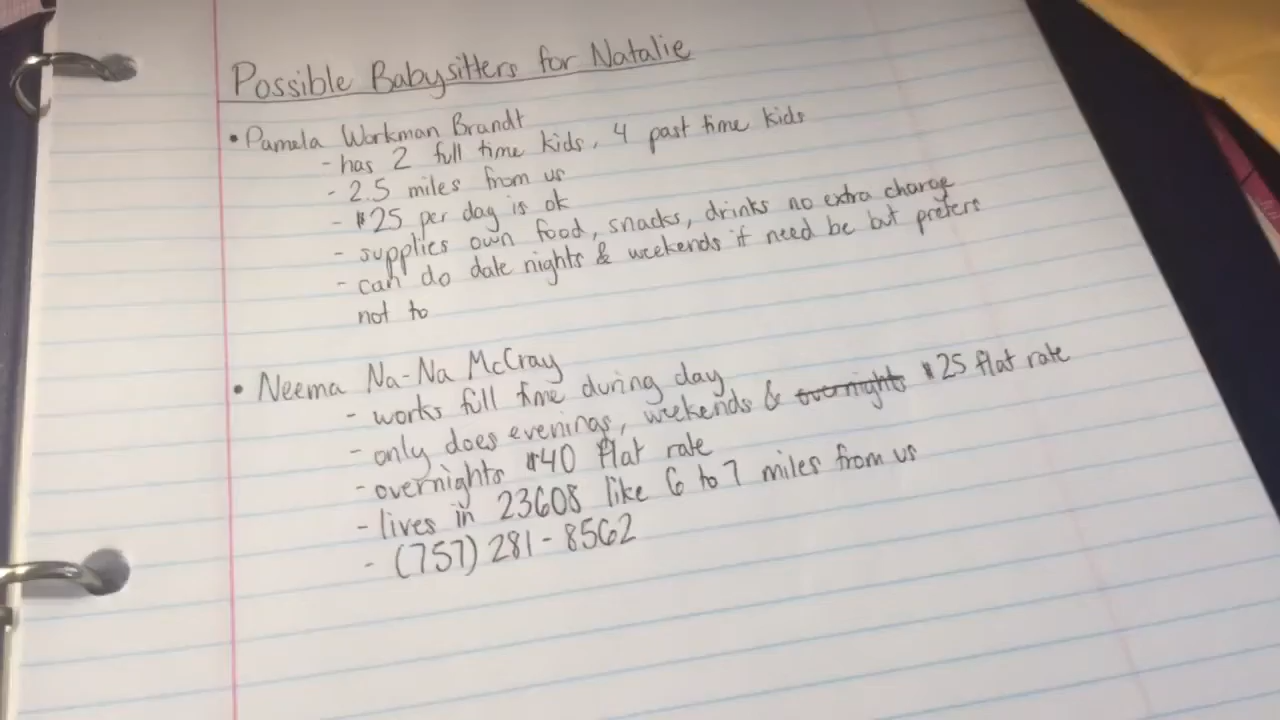 Possible Babysitters for Natalie
• Pamela Workman Brandt
- has 2 full time kids, 4 past time kids
- 2.5 miles from us
- $25 per day is ok
- supplies own food, snacks, drinks no extra charge
- can do date nights & weekends if need be but prefers
not to
• Neema Na-Na McCray
- works full time during day
- only does evenings, weekends & overnights $25 flat rate
- overnights $40 flat rate
- lives in 23608 like 6 to 7 miles from us
- (757) 281-8562